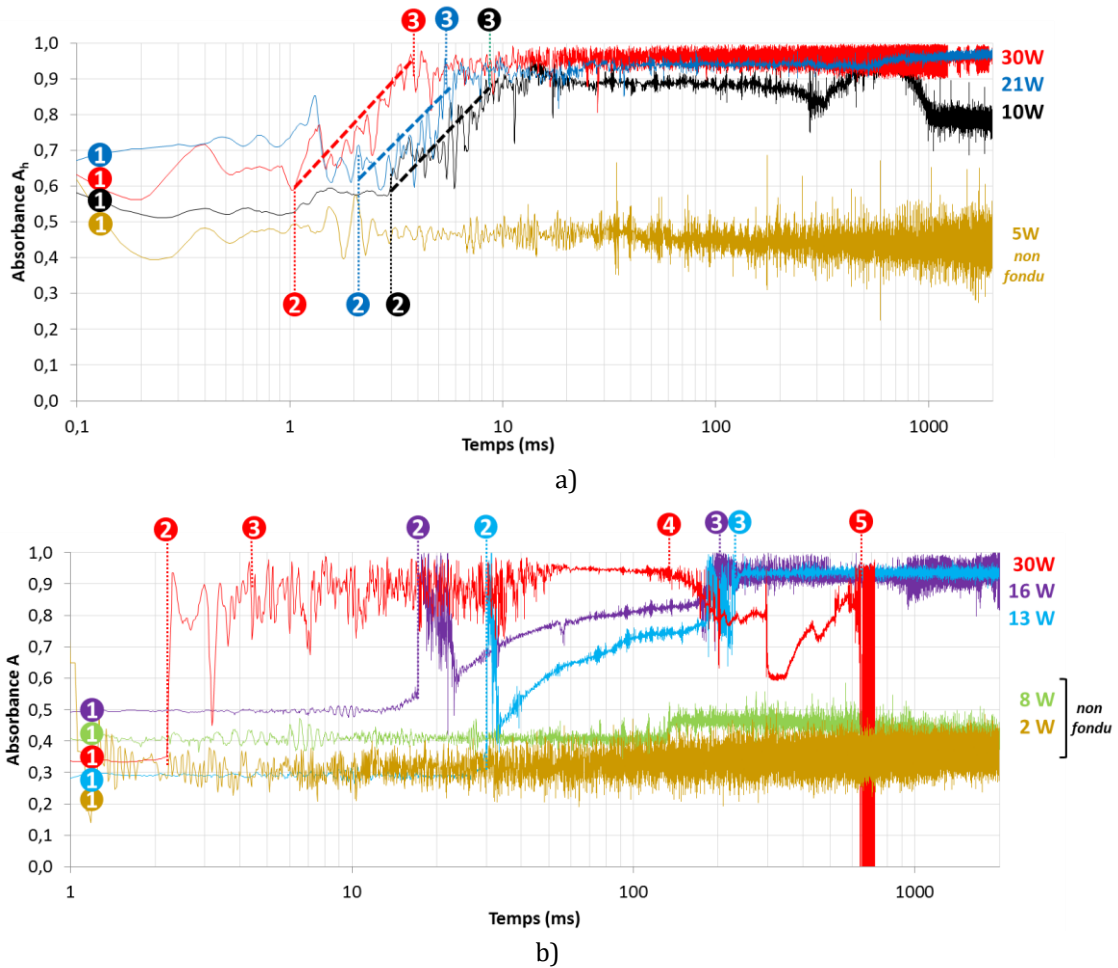 3 3 3
1,0
0,9
0,8
0,7
0,6
0,5
0,4
0,3
0,2
0,1
0,0
Absorbance Ah
1
1
1
1
2 2 2
30W
21W
10W
5W
non
fondu
0,1 1 10 100 1000
Temps (ms)
a)
2 3 2 2 4 3 3 5
1,0
0,9
0,8
0,7
0,6
0,5
0,4
0,3
0,2
0,1
0,0
Absorbance A
1
1
1
1
1
30W
16 W
13 W
8 W
2 W
non
fondu
1 10 100 1000
Temps (ms)
b)